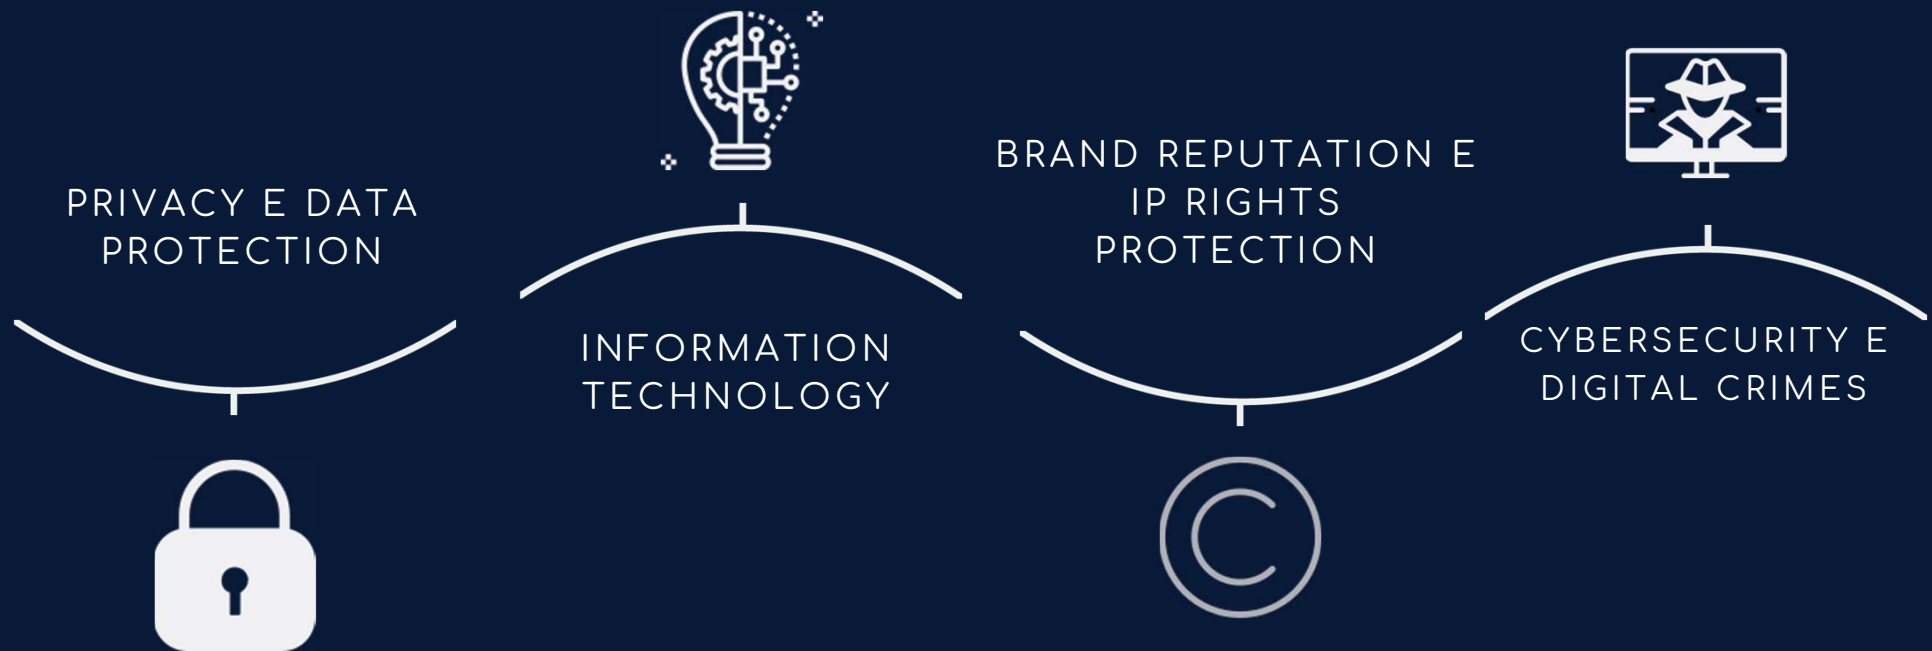 PRIVACY E DATA
PROTECTION
INFORMATION
TECHNOLOGY
BRAND REPUTATION E
IP RIGHTS
PROTECTION
CYBERSECURITY E
DIGITAL CRIMES